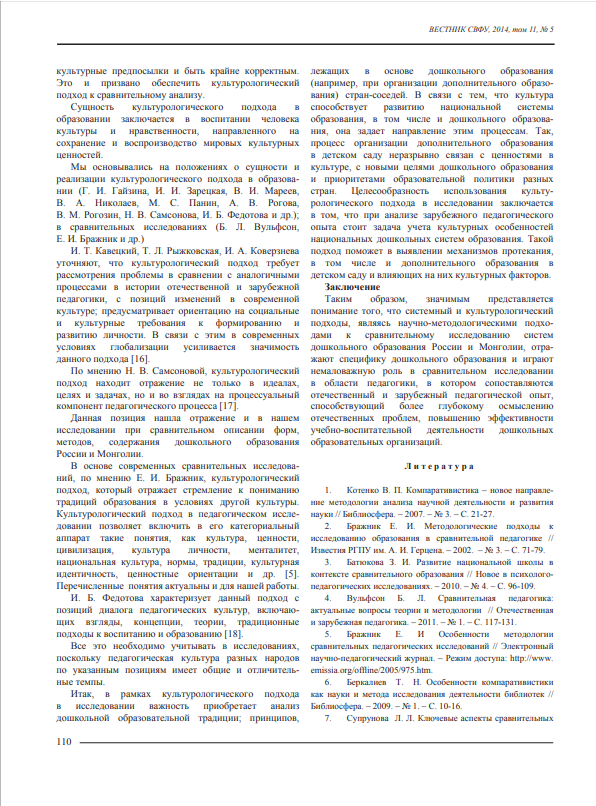 ВЕСТНИК СВФУ, 2014, том 11, № 5
культурные предпосылки и быть крайне корректным.
Это и призвано обеспечить культурологический
подход к сравнительному анализу.
Сущность культурологического подхода в
образовании заключается в воспитании человека
культуры и нравственности, направленного на
сохранение и воспроизводство мировых культурных
ценностей.
Мы основывались на положениях о сущности и
реализации культурологического подхода в образова-
нии (Г. И. Гайзина, И. И. Зарецкая, В. И. Мареев,
В. А. Николаев, М. С. Панин, А. В. Рогова,
В. М. Розогин, Н. В. Самсонова, И. Б. Федотова и др.);
в сравнительных исследованиях (Б. Л. Вульфсон,
Е. И. Бражник и др.)
И. Т. Кавецкий, Т. Л. Рыжковская, И. А. Коверзнева
уточняют, что культурологический подход требует
рассмотрения проблемы в сравнении с аналогичными
процессами в истории отечественной и зарубежной
педагогики, с позиций изменений в современной
культуре; предусматривает ориентацию на социальные
и культурные требования к формированию и
развитию личности. В связи с этим в современных
условиях глобализации усиливается значимость
данного подхода [16].
По мнению Н. В. Самсоновой, культурологический
подход находит отражение не только в идеалах,
целях и задачах, но и во взглядах на процессуальный
компонент педагогического процесса [17].
Данная позиция нашла отражение и в нашем
исследовании при сравнительном описании форм,
методов, содержания дошкольного образования
России и Монголии.
В основе современных сравнительных исследова-
ний, по мнению Е. И. Бражник, культурологический
подход, который отражает стремление к пониманию
традиций образования в условиях другой культуры.
Культурологический подход в педагогическом иссле-
довании позволяет включить в его категориальный
аппарат такие понятия, как культура, ценности,
цивилизация, культура личности, менталитет,
национальная культура, нормы, традиции, культурная
идентичность, ценностные ориентации и др. [5].
Перечисленные понятия актуальны и для нашей работы.
И. Б. Федотова характеризует данный подход с
позиций диалога педагогических культур, включаю-
щих взгляды, концепции, теории, традиционные
подходы к воспитанию и образованию [18].
Все это необходимо учитывать в исследованиях,
поскольку педагогическая культура разных народов
по указанным позициям имеет общие и отличитель-
ные темпы.
Итак, в рамках культурологического подхода
в исследовании важность приобретает анализ
дошкольной образовательной традиции; принципов,
лежащих в основе дошкольного образования
(например, при организации дополнительного образо-
вания) стран-соседей. В связи с тем, что культура
способствует развитию национальной системы
образования, в том числе и дошкольного образова-
ния, она задает направление этим процессам. Так,
процесс организации дополнительного образования
в детском саду неразрывно связан с ценностями в
культуре, с новыми целями дошкольного образования
и приоритетами образовательной политики разных
стран. Целесообразность использования культу-
рологического подхода в исследовании заключается
в том, что при анализе зарубежного педагогического
опыта стоит задача учета культурных особенностей
национальных дошкольных систем образования. Такой
подход поможет в выявлении механизмов протекания,
в том числе и дополнительного образования в
детском саду и влияющих на них культурных факторов.
Заключение
Таким образом, значимым представляется
понимание того, что системный и культурологический
подходы, являясь научно-методологическими подхо-
дами к сравнительному исследованию систем
дошкольного образования России и Монголии, отра-
жают специфику дошкольного образования и играют
немаловажную роль в сравнительном исследовании
в области педагогики, в котором сопоставляются
отечественный и зарубежный педагогический опыт,
способствующий более глубокому осмыслению
отечественных проблем, повышению эффективности
учебно-воспитательной деятельности дошкольных
образовательных организаций.
Литература
1. Котенко В. П. Компаративистика – новое направле-
ние методологии анализа научной деятельности и развития
науки // Библиосфера. – 2007. – № 3. – С. 21-27.
2. Бражник Е. И. Методологические подходы к
исследованию образования в сравнительной педагогике //
Известия РГПУ им. А. И. Герцена. – 2002. – № 3. – С. 71-79.
3. Батюкова З. И. Развитие национальной школы в
контексте сравнительного образования // Новое в психолого-
педагогических исследованиях. – 2010. – № 4. – С. 96-109.
4. Вульфсон Б. Л. Сравнительная педагогика:
актуальные вопросы теории и методологии // Отечественная
и зарубежная педагогика. – 2011. – № 1. – С. 117-131.
5. Бражник Е. И Особенности методологии
сравнительных педагогических исследований // Электронный
научно-педагогический журнал. – Режим доступа: http://www.
emissia.org/offline/2005/975.htm.
6. Беркалиев Т. Н. Особенности компаративистики
как науки и метода исследования деятельности библиотек //
Библиосфера. – 2009. – № 1. – С. 10-16.
7. Супрунова Л. Л. Ключевые аспекты сравнительных
110